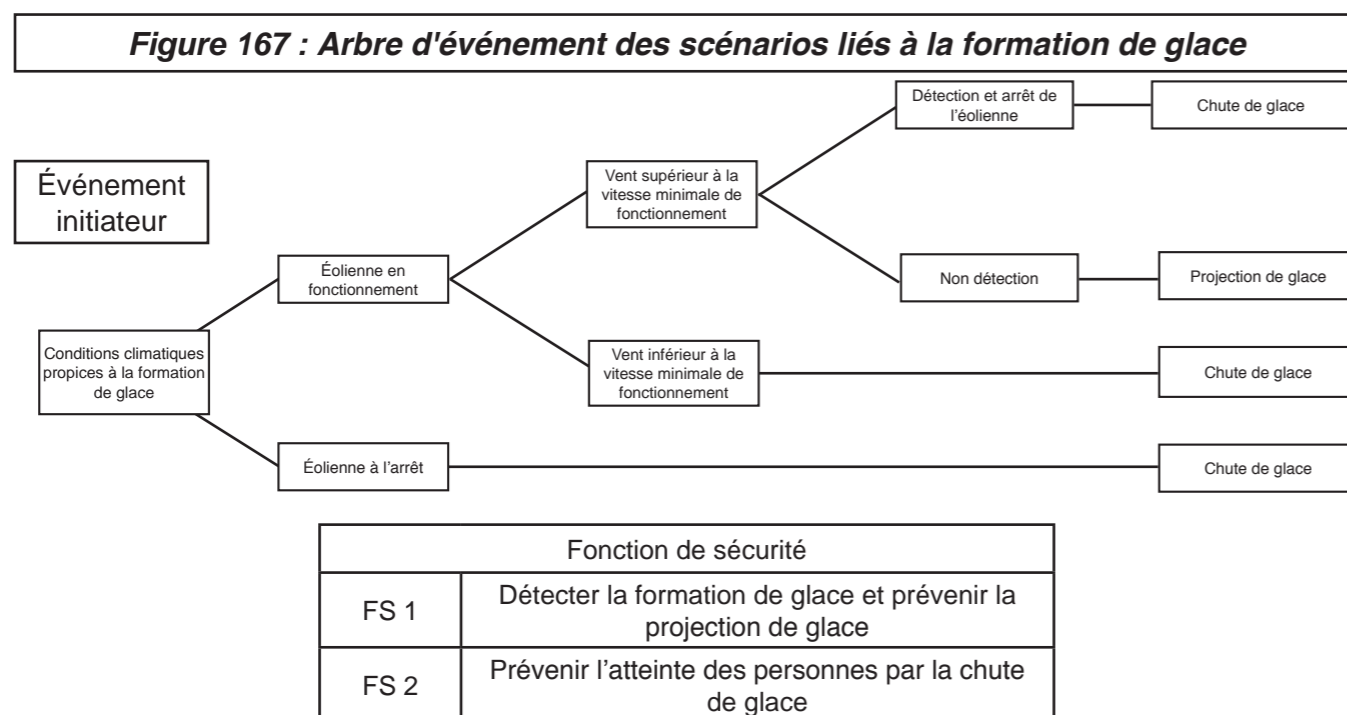 Figure 167 : Arbre d'événement des scénarios liés à la formation de glace
Détection et arrêt de
l'éolienne
Chute de glace
Événement
initiateur
Vent supérieur à la
vitesse minimale de
fonctionnement
Éolienne en
fonctionnement
Non détection
Projection de glace
Conditions climatiques
propices à la formation
de glace
Vent inférieur à la
vitesse minimale de
fonctionnement
Chute de glace
Éolienne à l’arrêt
Chute de glace
Fonction de sécurité
FS 1
Détecter la formation de glace et prévenir la
projection de glace
FS 2
Prévenir l’atteinte des personnes par la chute
de glace